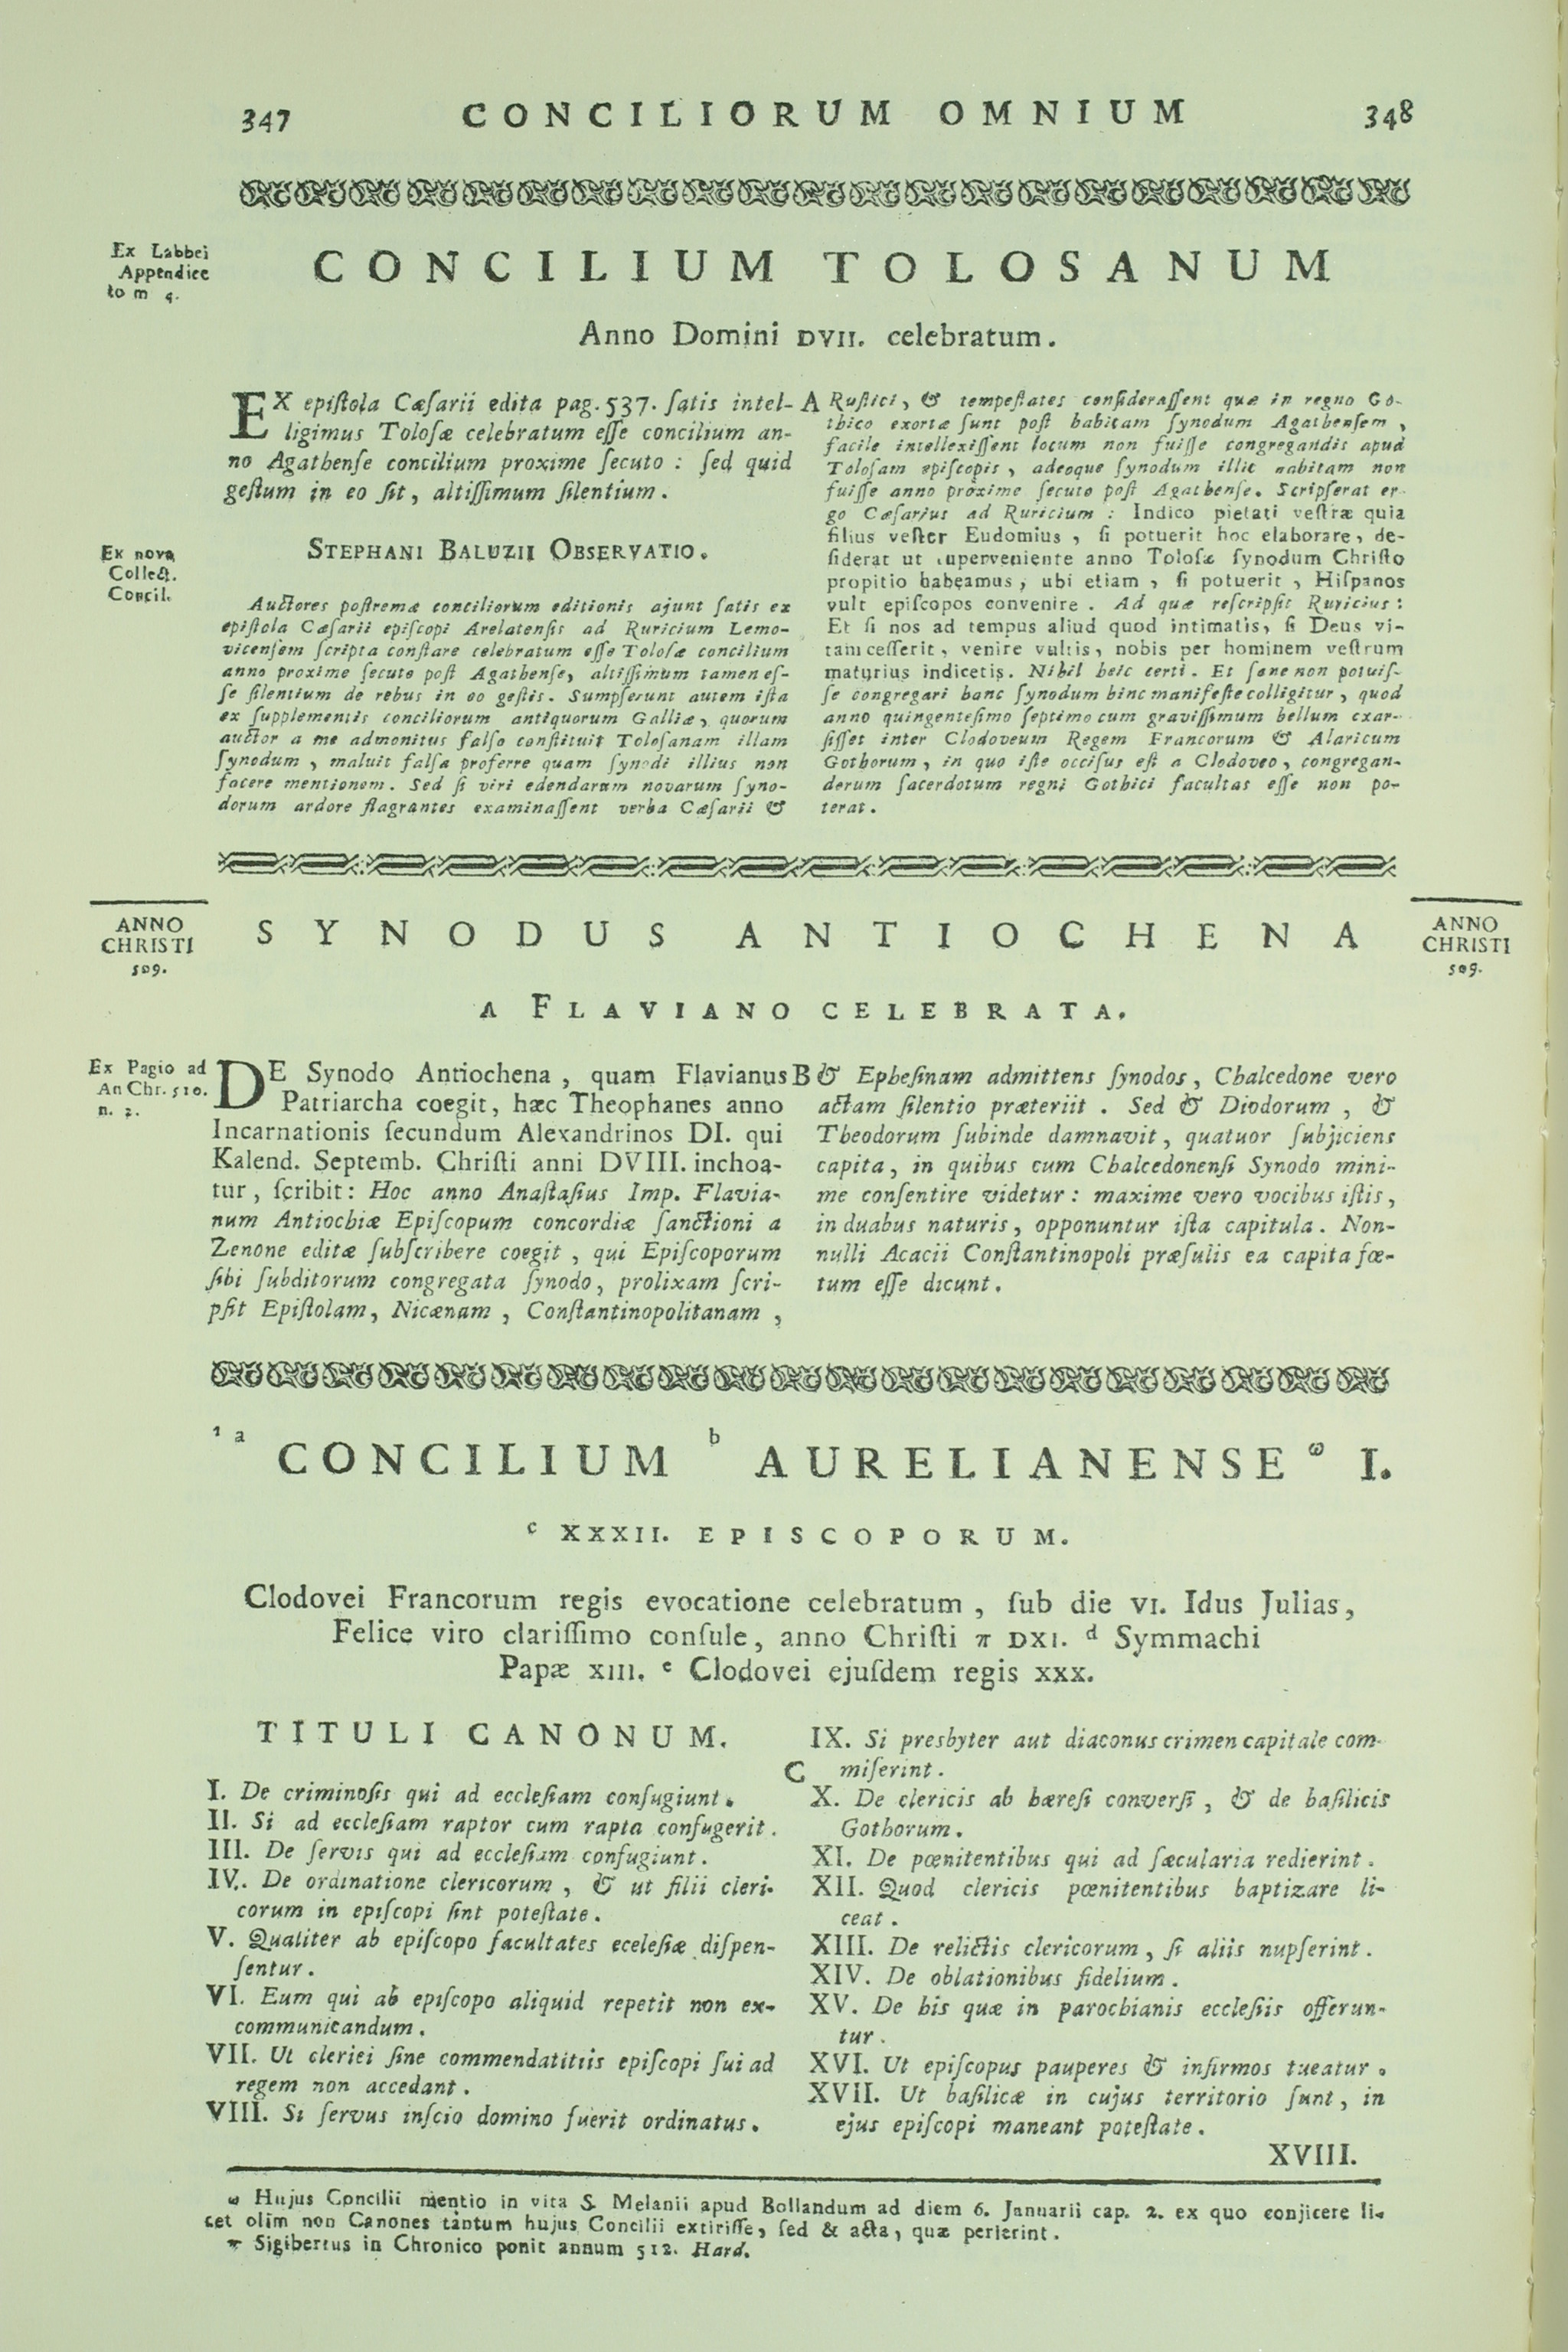 347 CONCILIORUM OMNIUM 348
Ex Labbei
Appendice
tom 4.
CONCILIUM TOLOSANUM
Anno Domini DVII. celebratum.
EX epiſtola Cæſarii edita pag. 537. ſatis intel-
ligimus Toloſæ celebratum eſſe concilium an-
no Agathenſe concilium proxime ſecuto : ſed quid
geſtum in eo ſit, altiſſimum ſilentium.
Ex nova
Collect.
Concil.
STEPHANI BALUZII OBSERVATIO.
Auctores poſtremæ conciliorum editionis ajunt ſatis ex
epiſtola Cæſarii epiſcopi Arelatenſis ad Ruricium Lemo-
vicenſem ſcripta conſtare celebratum eſſe Toloſæ concilium
anno proxime ſecuto poſt Agathenſe, altiſſimum tamen eſ-
ſe ſilentium de rebus in eo geſtis. Sumpſerunt autem iſta
ex ſupplementis conciliorum antiquorum Galliæ, quorum
auctor a me admonitus falſo conſtituit Toloſanam illam
ſynodum, maluit falſa proferre quam ſynodi illius non
facere mentionem. Sed ſi viri edendarum novarum ſyno-
dorum ardore flagrantes examinaſſent verba Cæſarii &
A Ruſtici, & tempeſtates conſideraſſent quæ in regno Go-
thico exortæ ſunt poſt habitam ſynodum Agathenſem,
facile intellexiſſent locum non fuiſſe congregandis apud
Toloſam epiſcopis, adeoque ſynodum illic habitam non
fuiſſe anno proxime ſecuto poſt Agathenſe. Scripſerat er-
go Cæſarius ad Ruricium : Indico pietati veſtræ quia
filius veſter Eudomius, ſi potuerit hoc elaborare, de-
ſiderat ut superveniente anno Toloſæ ſynodum Chriſto
propitio habeamus, ubi etiam, ſi potuerit, Hiſpanos
vult epiſcopos convenire. Ad quæ reſcripſit Ruricius :
Et ſi nos ad tempus aliud quod intimatis, ſi Deus vi-
tam ceſſerit, venire vultis, nobis per hominem veſtrum
maturius indicetis. Nihil heic certi. Et ſane non potuiſ-
ſe congregari hanc ſynodum hinc manifeſte colligitur, quod
anno quingenteſimo ſeptimo cum graviſſimum bellum exar-
ſiſſet inter Clodoveum Regem Francorum & Alaricum
Gothorum, in quo iſte occiſus eſt a Clodoveo, congregan-
dorum ſacerdotum regni Gothici facultas eſſe non po-
terat.
ANNO
CHRISTI
509.
SYNODUS ANTIOCHENA
ANNO
CHRISTI
509.
A FLAVIANO CELEBRATA.
Ex Pagio ad
An Chr. 510.
n. 2.
DE Synodo Antiochena, quam Flavianus
Patriarcha coegit, hæc Theophanes anno
Incarnationis ſecundum Alexandrinos DI. qui
Kalend. Septemb. Chriſti anni DVIII. inchoa-
tur, ſcribit: Hoc anno Anaſtaſius Imp. Flavia-
num Antiochiæ Epiſcopum concordiæ ſanctioni a
Zenone editæ ſubſcribere coegit, qui Epiſcoporum
ſibi ſubditorum congregata ſynodo, prolixam ſcri-
pſit Epiſtolam, Nicænam, Conſtantinopolitanam,
B & Epheſinam admittens ſynodos, Chalcedone vero
actam ſilentio præteriit. Sed & Diodorum, &
Theodorum ſubinde damnavit, quatuor ſubjiciens
capita, in quibus cum Chalcedonenſi Synodo mini-
me conſentire videtur : maxime vero vocibus iſtis,
in duabus naturis, opponuntur iſta capitula. Non-
nulli Acacii Conſtantinopoli præſulis ea capita fœ-
tum eſſe dicunt.
1 a CONCILIUM b AURELIANENSE ω I.
c XXXII. EPISCOPORUM.
Clodovei Francorum regis evocatione celebratum, ſub die VI. Idus Julias,
Felice viro clariſſimo conſule, anno Chriſti π DXI. d Symmachi
Papæ XIII. e Clodovei ejuſdem regis XXX.
TITULI CANONUM.
I. De criminoſis qui ad eccleſiam confugiunt.
II. Si ad eccleſiam raptor cum rapta confugerit.
III. De ſervis qui ad eccleſiam confugiunt.
IV. De ordinatione clericorum, & ut filii cleri-
corum in epiſcopi ſint poteſtate.
V. Qualiter ab epiſcopo facultates eceleſiæ diſpen-
ſentur.
VI. Eum qui ab epiſcopo aliquid repetit non ex-
communicandum.
VII. Ut cleriei ſine commendatitiis epiſcopi ſui ad
regem non accedant.
VIII. Si ſervus inſcio domino fuerit ordinatus.
IX. Si presbyter aut diaconus crimen capitale com-
C miſerint.
X. De clericis ab hæreſi converſi, & de baſilicis
Gothorum.
XI. De pœnitentibus qui ad ſæcularia redierint.
XII. Quod clericis pœnitentibus baptizare li-
ceat.
XIII. De relictis clericorum, ſi aliis nupſerint.
XIV. De oblationibus fidelium.
XV. De his quæ in parochianis eccleſiis offerun-
tur.
XVI. Ut epiſcopus pauperes & infirmos tueatur.
XVII. Ut baſilicæ in cujus territorio ſunt, in
ejus epiſcopi maneant poteſtate.
XVIII.
ω Hujus Concilii mentio in vita S. Melanii apud Bollandum ad diem 6. Januarii cap. 2. ex quo conjicere li-
cet olim non Canones tantum hujus Concilii extitiſſe, ſed & acta, quæ perierint.
π Sigibertus in Chronico ponit annum 512. Hard.